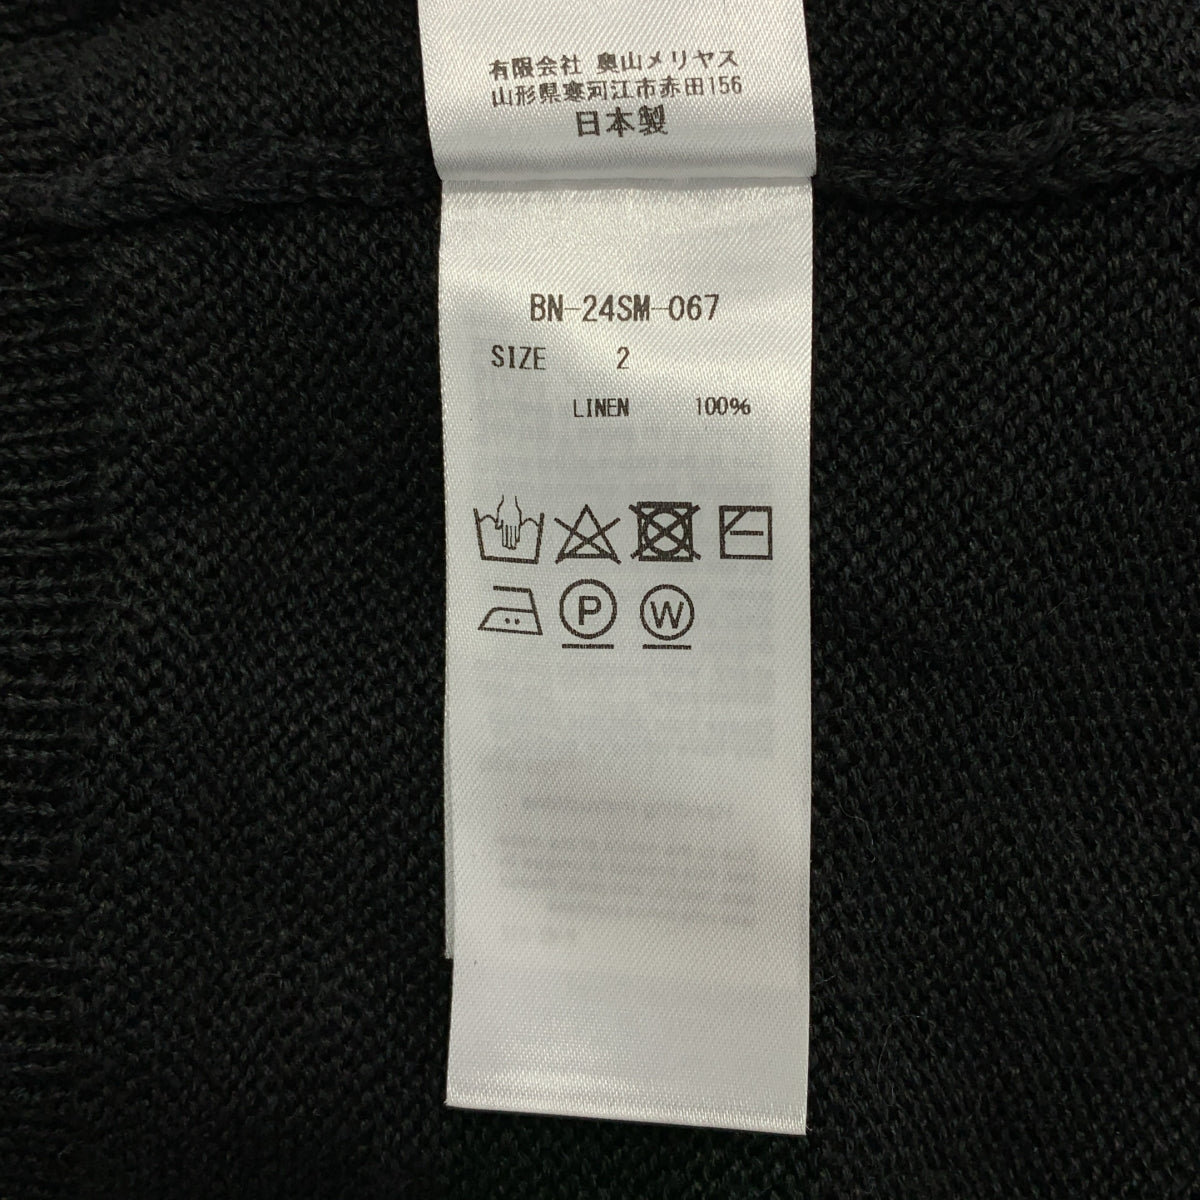 有限会社 奥山メリヤス
山形県寒河江市赤田156
日本製
BN-24SM-067
SIZE 2
LINEN 100%
P W